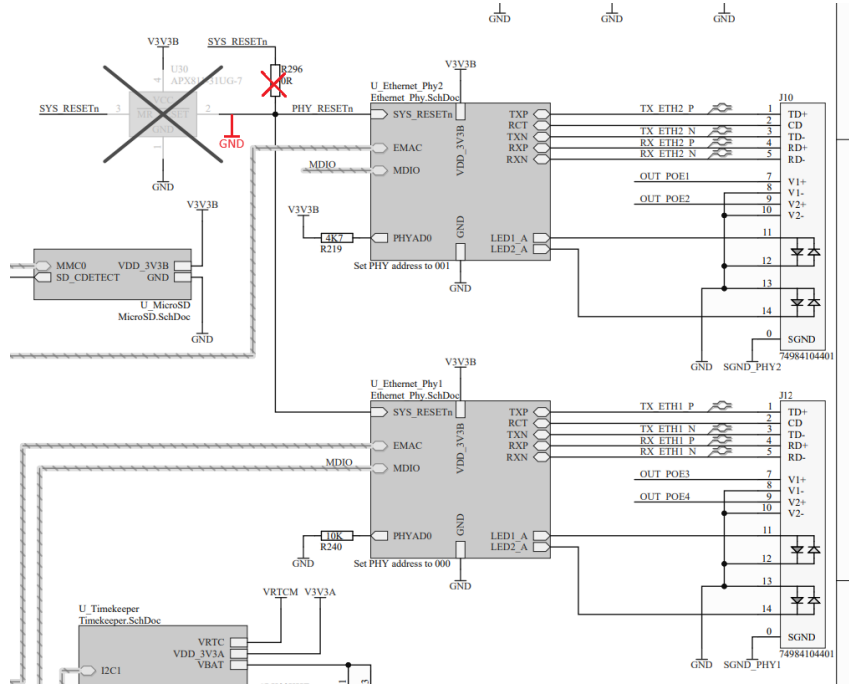 GND
GND
GND
V3V3B
SYS_RESETn
U30
R296
0R
V3V3B
VCC
SYS_RESETn
3
2
PHY_RESETn
GND
4
1
GND
GND
U_Ethernet_Phy2
Ethernet_Phy.SchDoc
SYS_RESETn
EMAC
MDIO
MDIO
VDD_3V3B
GND
TXP
RCT
TXN
RXP
RXN
TX_ETH2_P
TX_ETH2_N
RX_ETH2_P
RX_ETH2_N
J10
1
2
3
4
5
TD+
CD
TD-
RD+
RD-
OUT_POE1
OUT_POE2
7
8
9
10
V1+
V1-
V2+
V2-
V3V3B
4K7
R219
PHYAD0
LED1_A
LED2_A
11
12
13
14
Set PHY address to 001
GND
0
SGND
GND
SGND_PHY2
74984104401
V3V3B
MMC0
SD_CDETECT
VDD_3V3B
GND
U_MicroSD
MicroSD.SchDoc
GND
V3V3B
U_Ethernet_Phy1
Ethernet_Phy.SchDoc
SYS_RESETn
EMAC
MDIO
MDIO
VDD_3V3B
GND
TXP
RCT
TXN
RXP
RXN
TX_ETH1_P
TX_ETH1_N
RX_ETH1_P
RX_ETH1_N
J12
1
2
3
4
5
TD+
CD
TD-
RD+
RD-
OUT_POE3
OUT_POE4
7
8
9
10
V1+
V1-
V2+
V2-
10K
R240
GND
PHYAD0
LED1_A
LED2_A
11
12
13
14
Set PHY address to 000
GND
0
SGND
GND
SGND_PHY1
74984104401
VRTCM
V3V3A
U_Timekeeper
Timekeeper.SchDoc
VRTC
VDD_3V3A
VBAT
I2C1
1
3